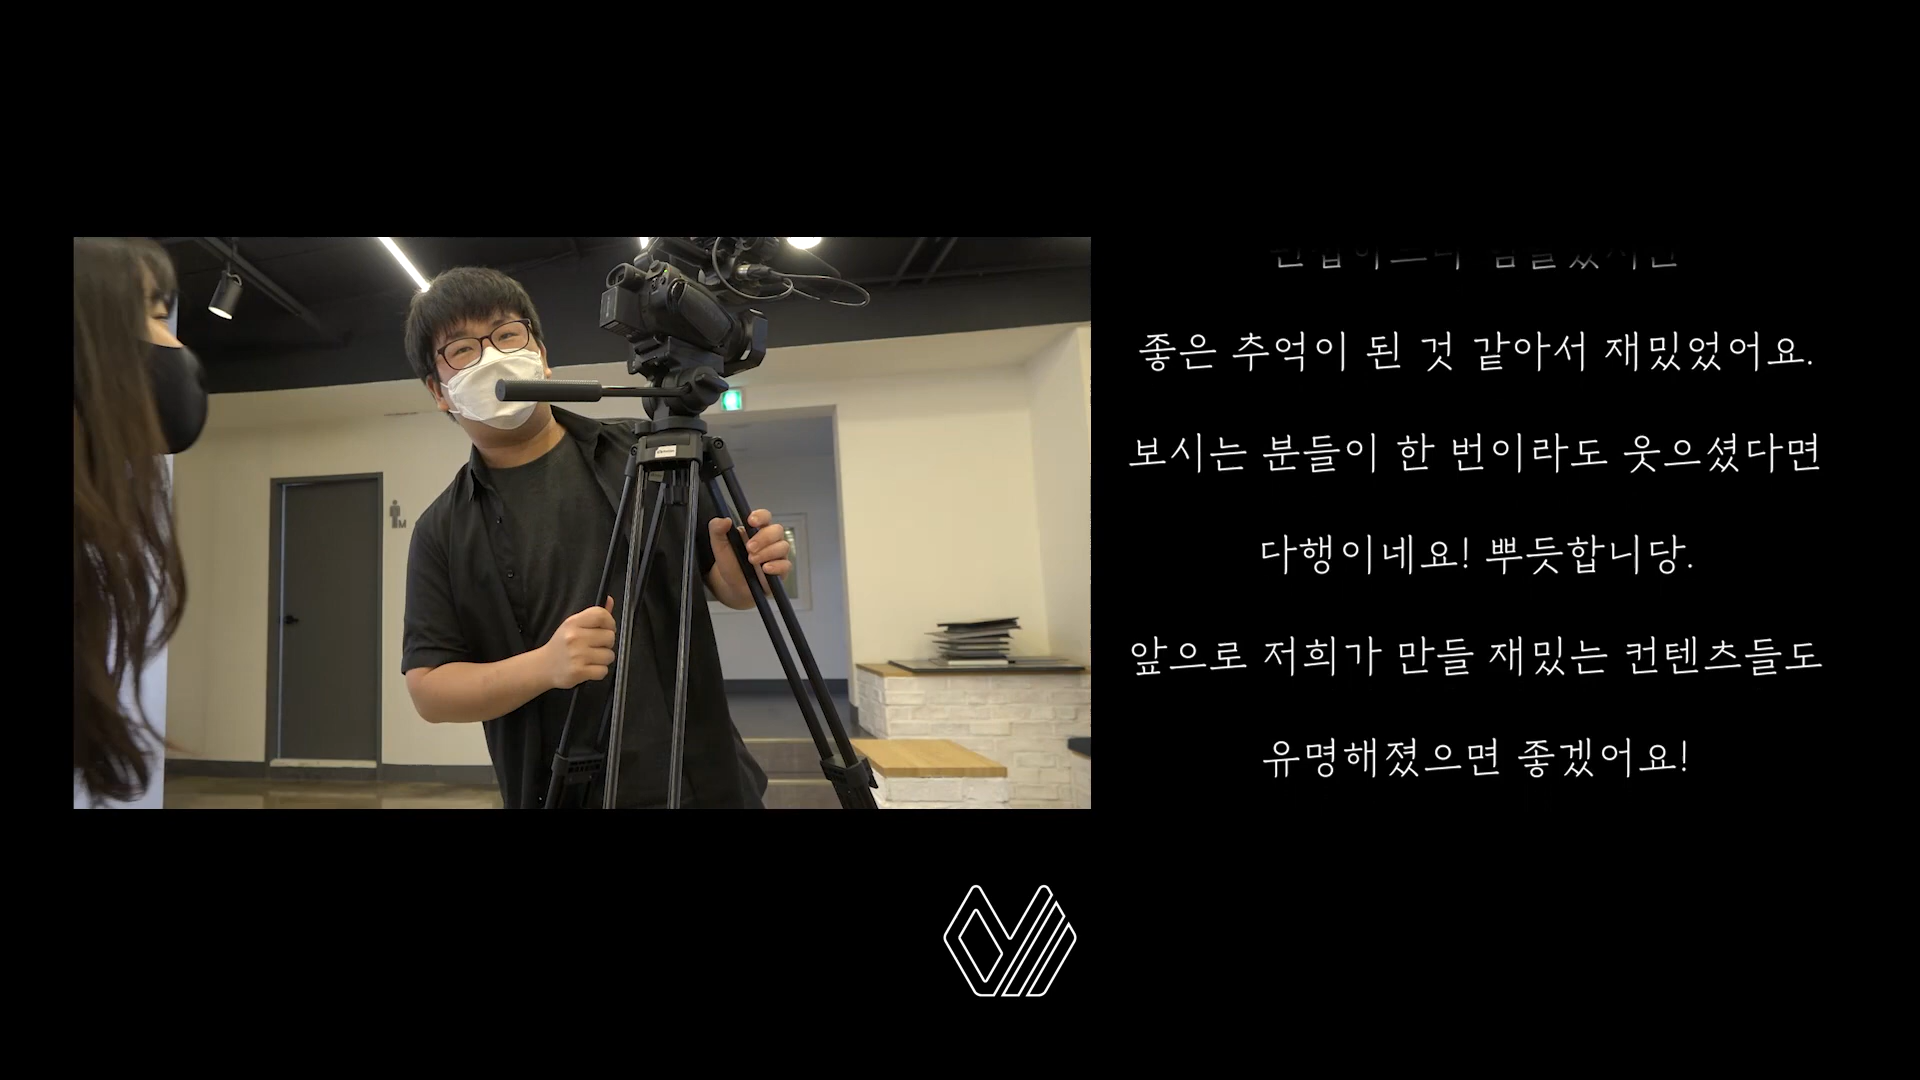 좋은 추억이 된 것 같아서 재밌었어요.
보시는 분들이 한 번이라도 웃으셨다면
다행이네요! 뿌듯합니당.
앞으로 저희가 만들 재밌는 컨텐츠들도
유명해졌으면 좋겠어요!
M